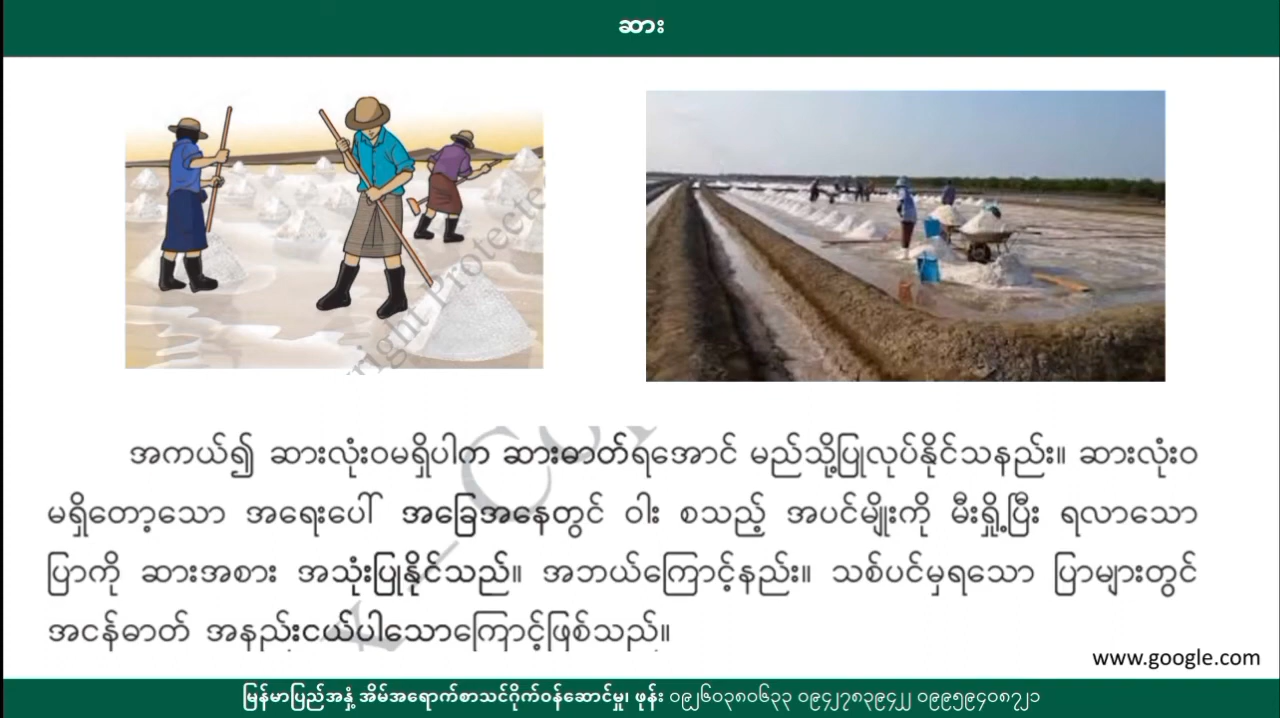 ဆား
အကယ်၍ ဆားလုံးဝမရှိပါက ဆားဓာတ်ရအောင် မည်သို့ပြုလုပ်နိုင်သနည်း။ ဆားလုံးဝ
မရှိတော့သော အရေးပေါ် အခြေအနေတွင် ဝါး စသည့် အပင်မျိုးကို မီးရှို့ပြီး ရလာသော
ပြာကို ဆားအစား အသုံးပြုနိုင်သည်။ အဘယ်ကြောင့်နည်း။ သစ်ပင်မှရသော ပြာများတွင်
အငန်ဓာတ် အနည်းငယ်ပါသောကြောင့်ဖြစ်သည်။
www.google.com
မြန်မာပြည်အနှံ့ အိမ်အရောက်စာသင်ဂိုက်ဝန်ဆောင်မှု၊ ဖုန်း ၀၉၂၆၀၃၈၀၆၃၃ ၀၉၄၂၇၈၃၉၄၂၂ ၀၉၉၅၉၄၀၈၇၂၁